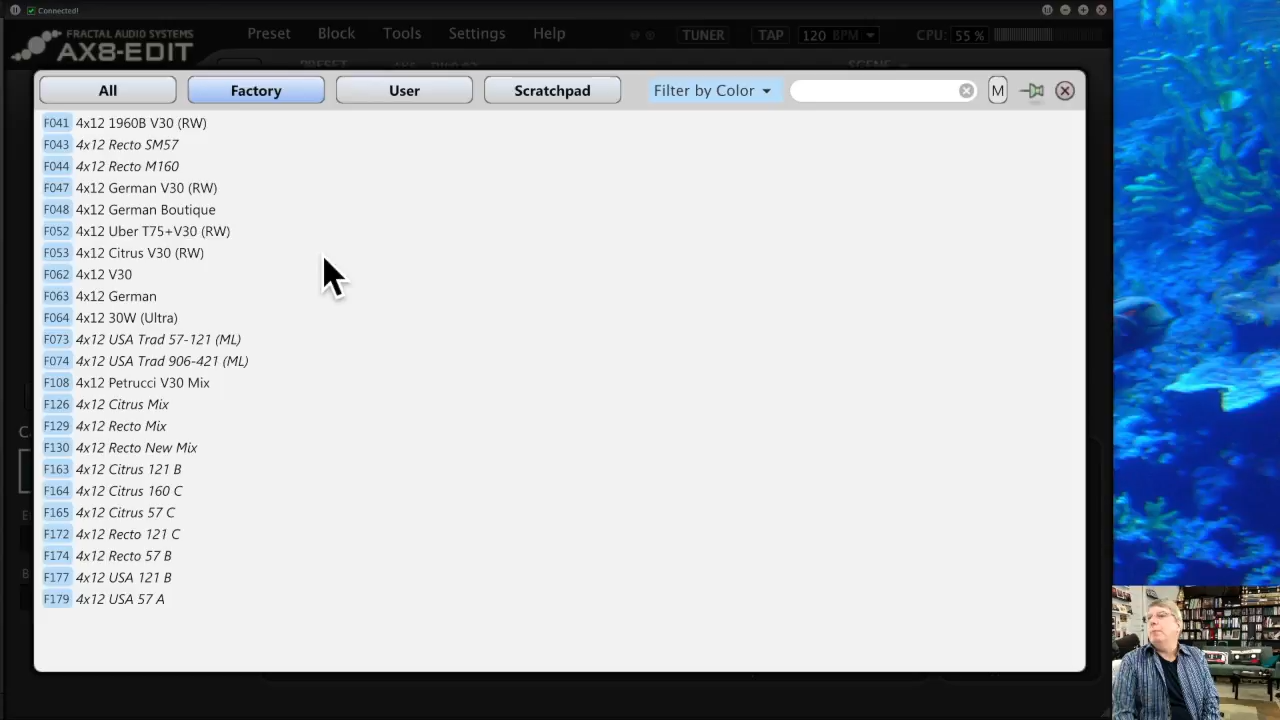 Connected!
FRACTAL AUDIO SYSTEMS
AX8-EDIT
Preset Block Tools Settings Help
TUNER TAP 120 BPM CPU: 55 %
All Factory User Scratchpad Filter by Color M
F041 4x12 1960B V30 (RW)
F043 4x12 Recto SM57
F044 4x12 Recto M160
F047 4x12 German V30 (RW)
F048 4x12 German Boutique
F052 4x12 Uber T75+V30 (RW)
F053 4x12 Citrus V30 (RW)
F062 4x12 V30
F063 4x12 German
F064 4x12 30W (Ultra)
F073 4x12 USA Trad 57-121 (ML)
F074 4x12 USA Trad 906-421 (ML)
F108 4x12 Petrucci V30 Mix
F126 4x12 Citrus Mix
F129 4x12 Recto Mix
F130 4x12 Recto New Mix
F163 4x12 Citrus 121 B
F164 4x12 Citrus 160 C
F165 4x12 Citrus 57 C
F172 4x12 Recto 121 C
F174 4x12 Recto 57 B
F177 4x12 USA 121 B
F179 4x12 USA 57 A